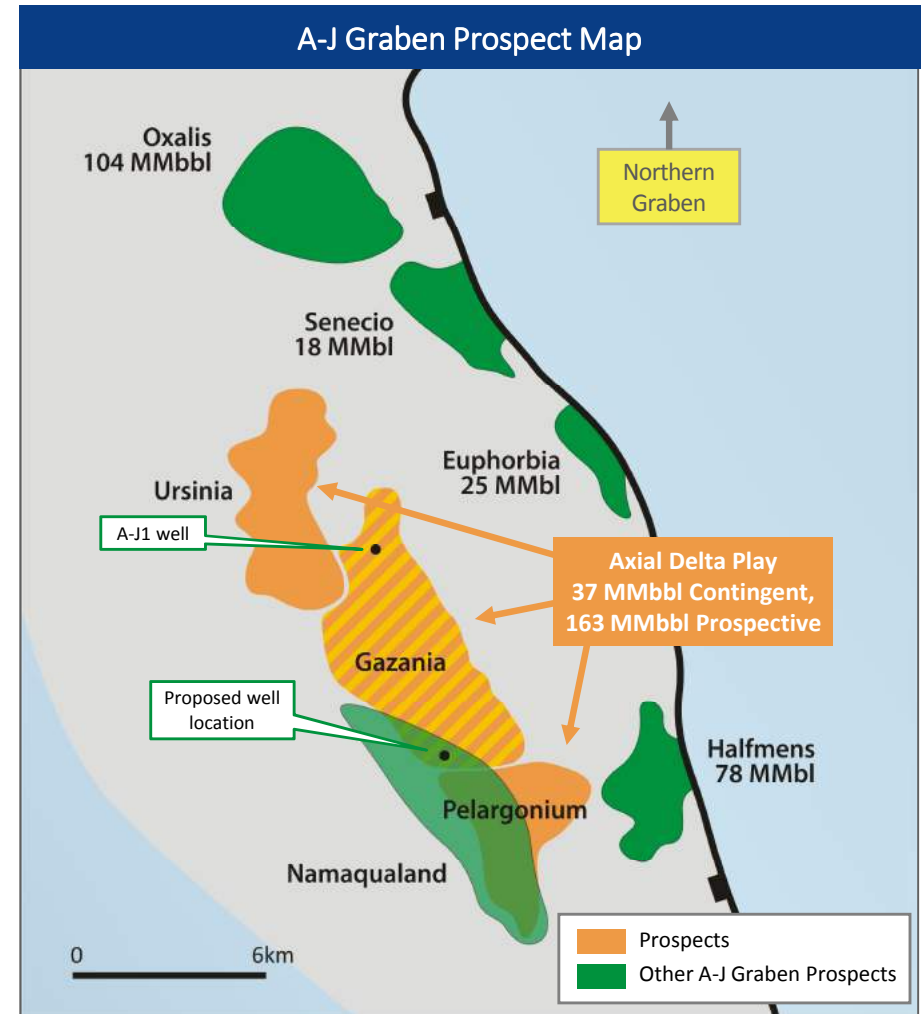 A-J Graben Prospect Map
Oxalis
104 MMbbl
Northern
Graben
Senecio
18 MMbl
Euphorbia
25 MMbl
Ursinia
A-J1 well
Axial Delta Play
37 MMbbl Contingent,
163 MMbbl Prospective
Gazania
Proposed well
location
Halfmens
78 MMbl
Pelargonium
Namaqualand
0 6km
Prospects
Other A-J Graben Prospects